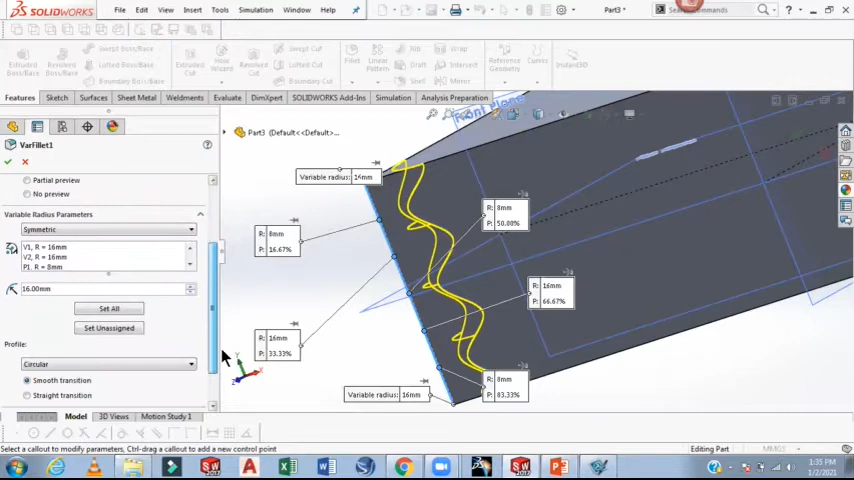 SOLIDWORKS
File Edit View Insert Tools Simulation Window Help
Part3 *
Search Commands
Extruded Boss/Base
Revolved Boss/Base
Swept Boss/Base
Lofted Boss/Base
Boundary Boss/Base
Extruded Cut
Hole Wizard
Revolved Cut
Swept Cut
Lofted Cut
Boundary Cut
Fillet
Linear Pattern
Rib
Draft
Shell
Wrap
Intersect
Mirror
Reference Geometry
Curves
Instant3D
Features Sketch Surfaces Sheet Metal Weldments Evaluate DimXpert SOLIDWORKS Add-Ins Simulation Analysis Preparation
Part3 (Default<<Default>...
Front Plane
VarFillet1
Partial preview
No preview
Variable Radius Parameters
Symmetric
V1, R = 16mm
V2, R = 16mm
P1, R = 8mm
16.00mm
Set All
Set Unassigned
Profile:
Circular
Smooth transition
Straight transition
Variable radius: 16mm
R: 8mm
P: 16.67%
R: 8mm
P: 50.00%
R: 16mm
P: 66.67%
R: 16mm
P: 33.33%
R: 8mm
P: 83.33%
Variable radius: 16mm
Y
X
Z
Model 3D Views Motion Study 1
Select a callout to modify parameters, Ctrl-drag a callout to add a new control point
Editing Part
MMGS
1:35 PM
1/2/2021